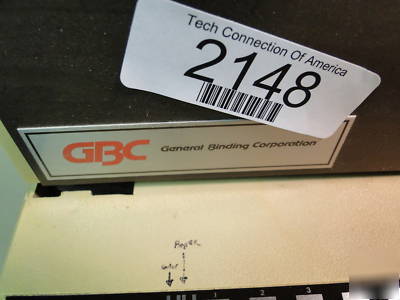 Tech Connection Of America
2148
GBC General Binding Corporation
1 2 3